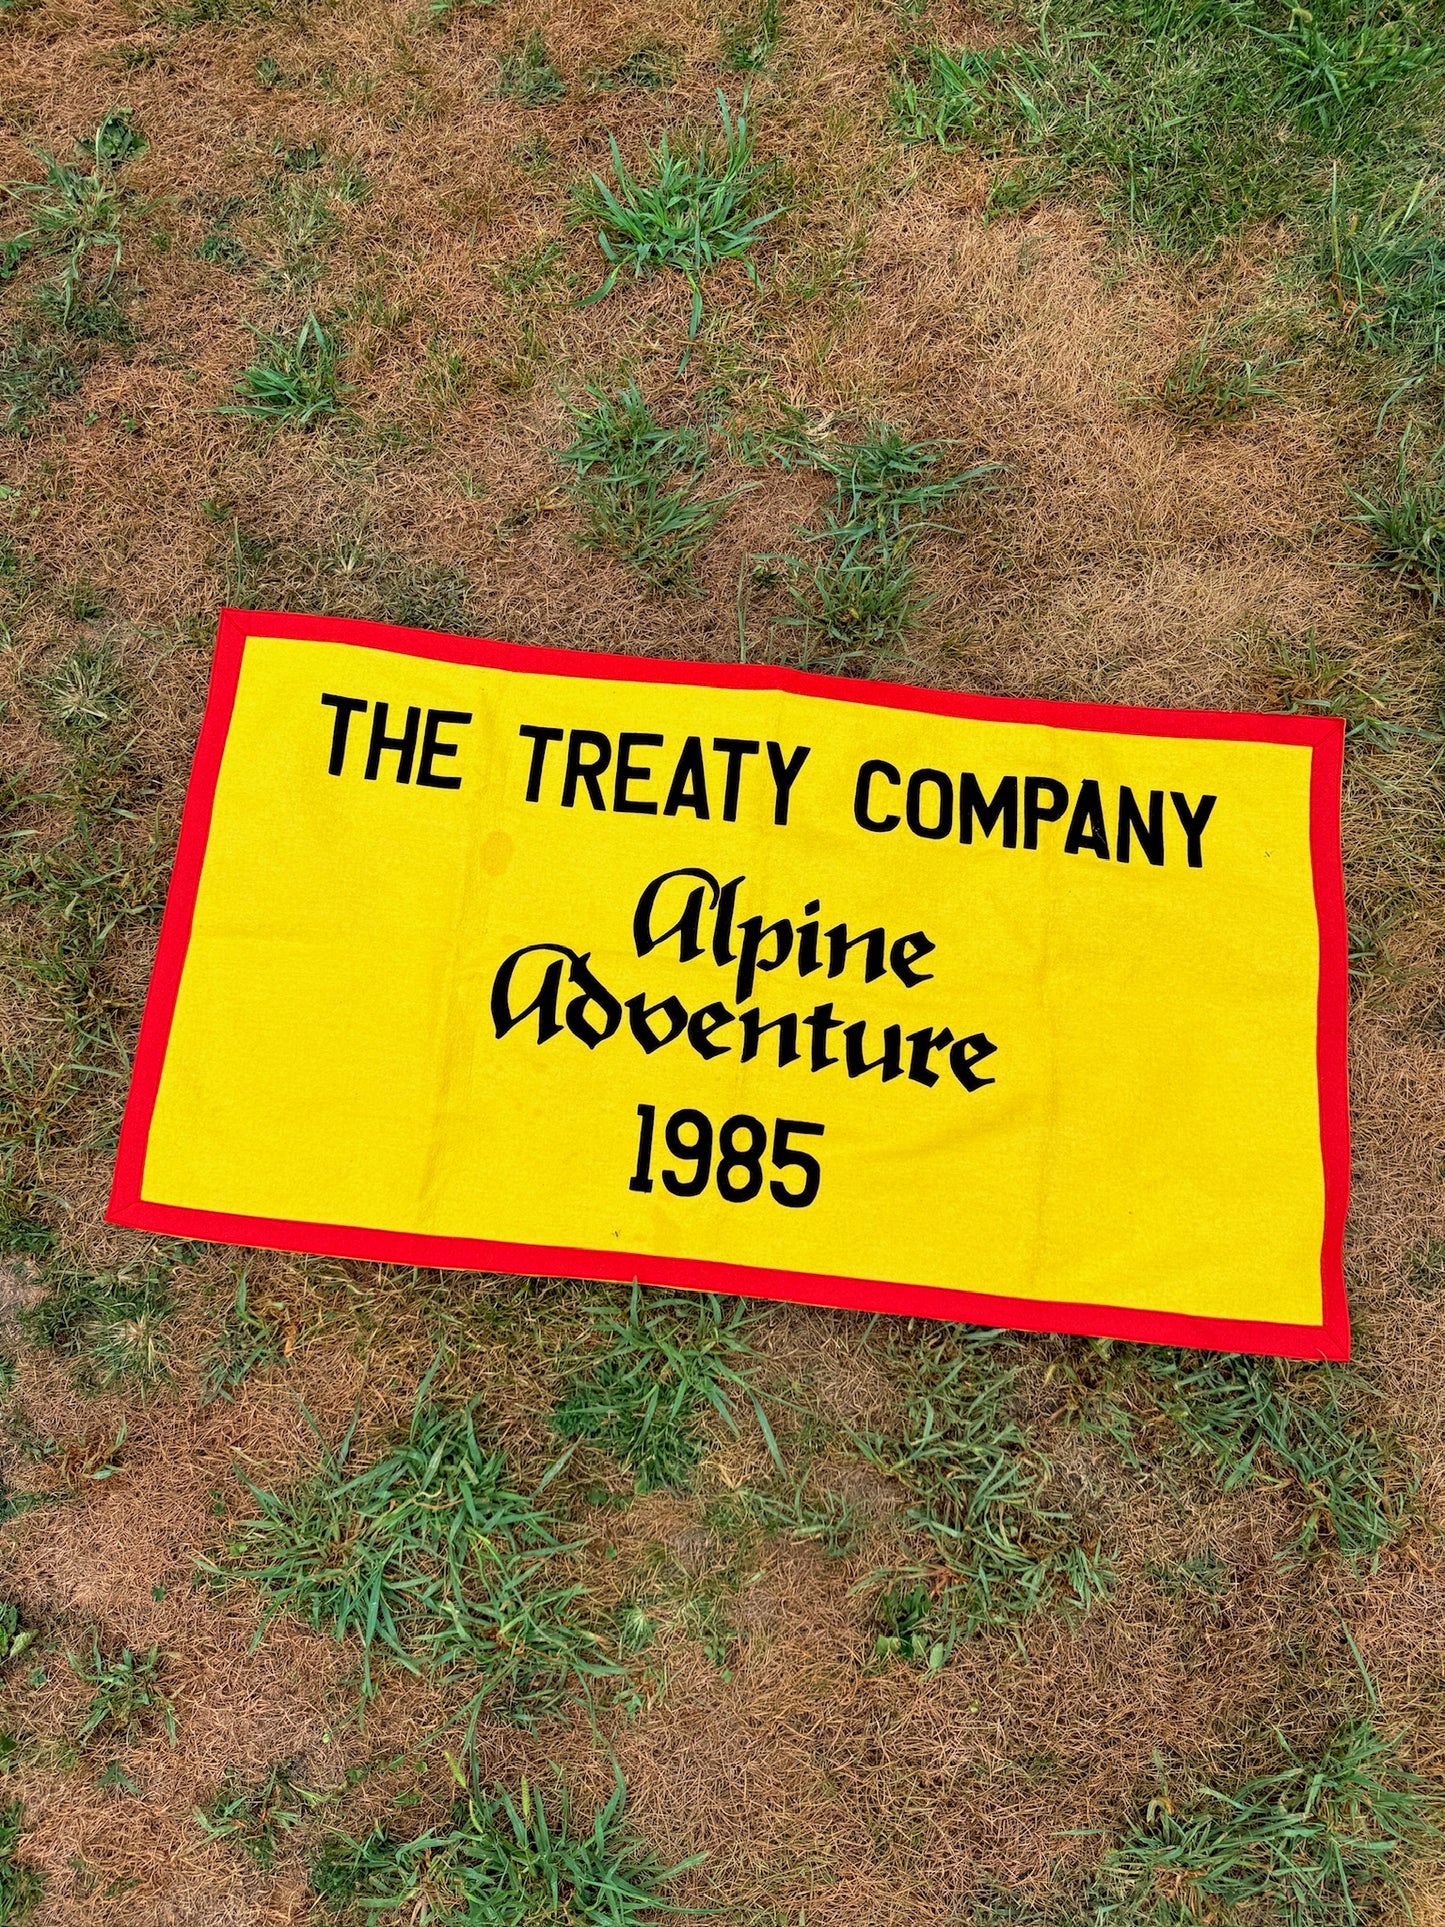 THE TREATY COMPANY
Alpine
Adventure
1985